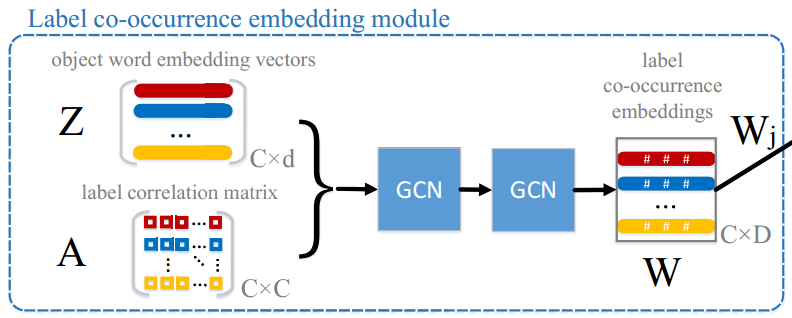 Label co-occurrence embedding module
object word embedding vectors
Z
...
C×d
label correlation matrix
A
C×C
GCN
GCN
label
co-occurrence
embeddings
# # #
# # #
...
# # #
C×D
W
Wj